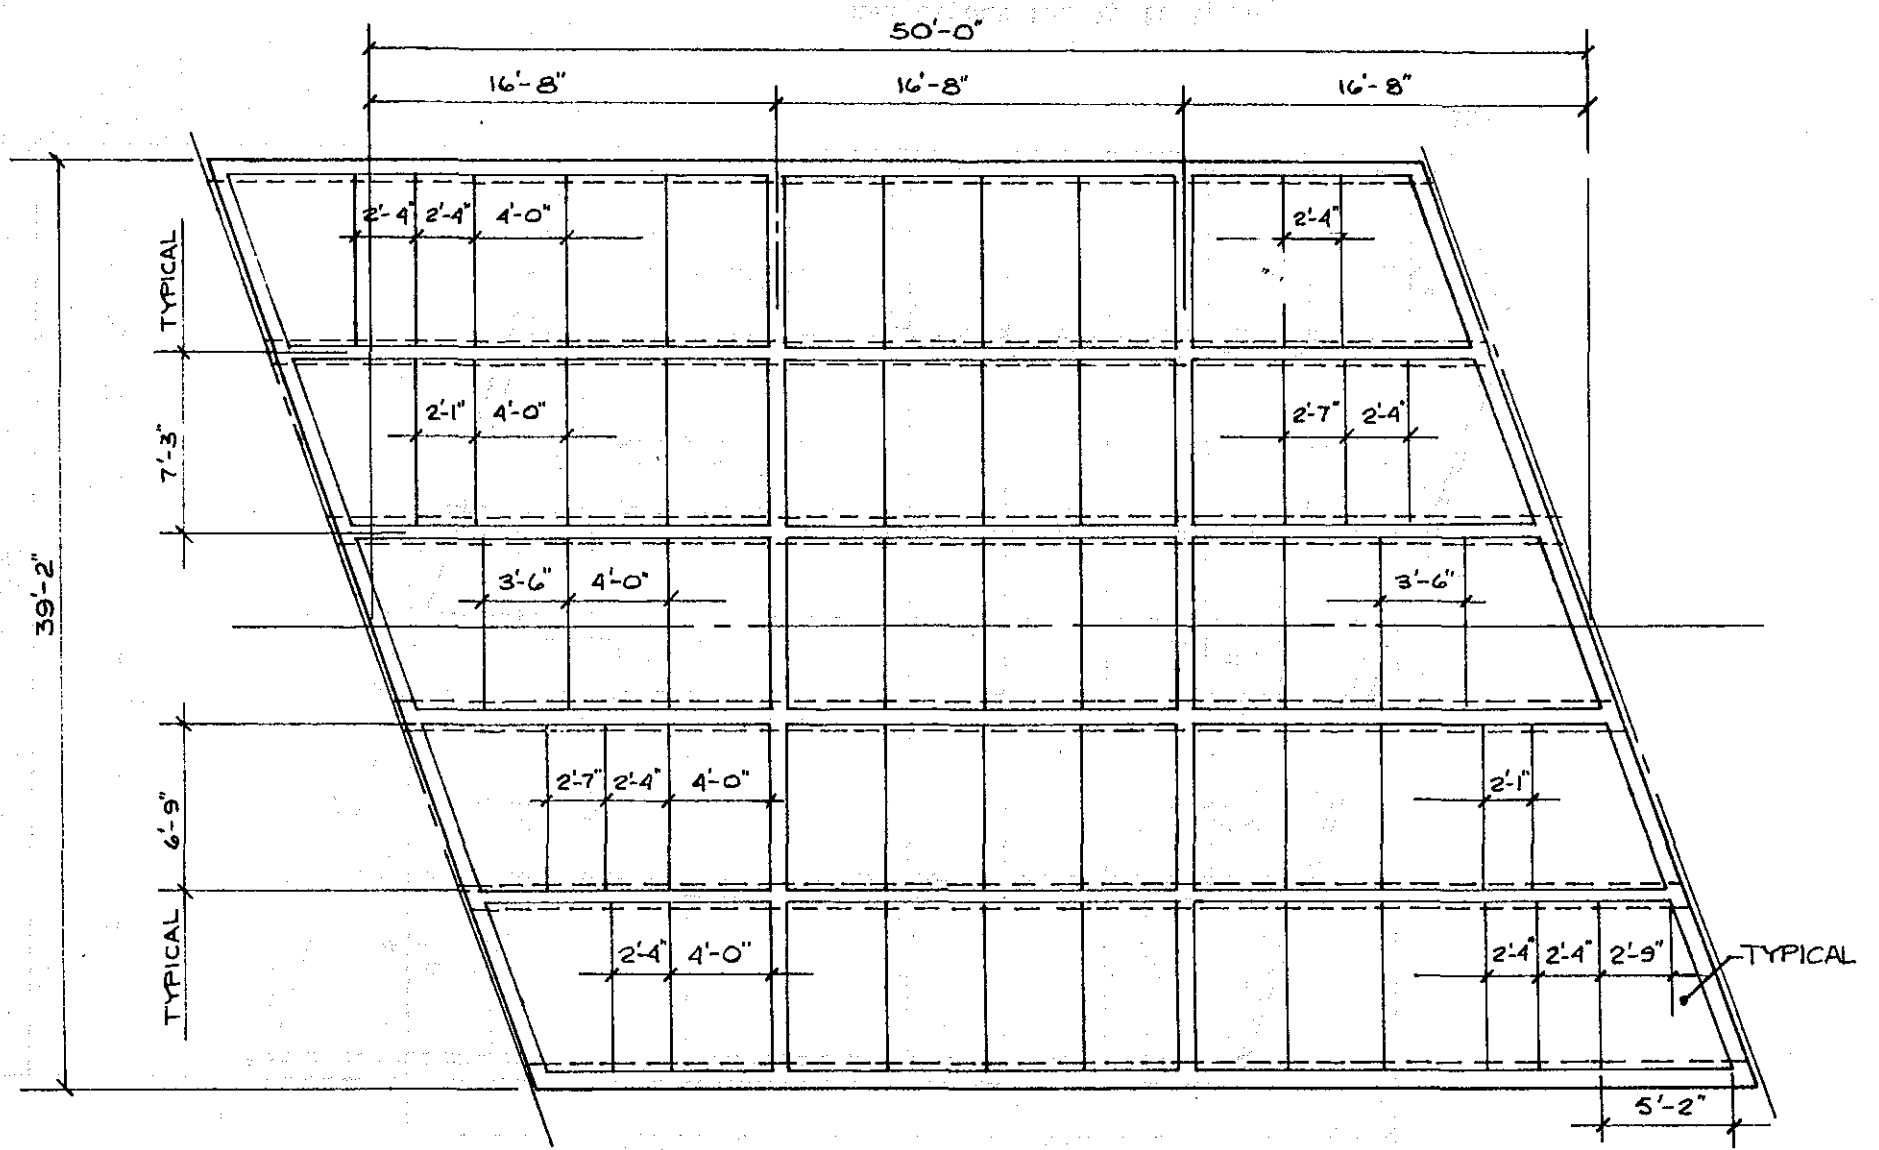 50'-0"
16'-8" 16'-8" 16'-8"
2'-4" 2'-4" 4'-0" 2'-4"
TYPICAL
2'-1" 4'-0" 2'-7" 2'-4"
7'-3"
39'-2"
3'-6" 4'-0" 3'-6"
2'-7" 2'-4" 4'-0" 2'-1"
6'-9"
2'-4" 4'-0" 2'-4" 2'-4" 2'-9" TYPICAL
TYPICAL
5'-2"